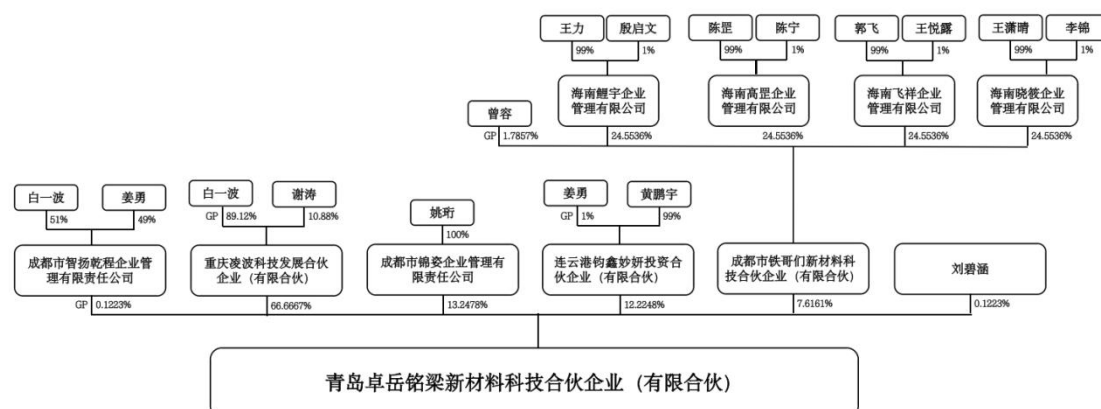 王力
殷启文
陈罡
陈宁
郭飞
王悦露
王潇晴
李锦
99%
1%
99%
1%
99%
1%
99%
1%
海南鲤宇企业
管理有限公司
海南高罡企业
管理有限公司
海南飞祥企业
管理有限公司
海南晓筱企业
管理有限公司
曾容
GP
1.7857%
24.5536%
24.5536%
24.5536%
24.5536%
白一波
姜勇
白一波
谢涛
姚珩
姜勇
黄鹏宇
51%
49%
GP
89.12%
10.88%
100%
GP
1%
99%
成都市智扬乾程企业管
理有限责任公司
重庆凌波科技发展合伙
企业（有限合伙）
成都市锦姿企业管理有
限责任公司
连云港钧鑫妙妍投资合
伙企业（有限合伙）
成都市铁哥们新材料科
技合伙企业（有限合伙）
刘碧涵
GP
0.1223%
66.6667%
13.2478%
12.2248%
7.6161%
0.1223%
青岛卓岳铭梁新材料科技合伙企业（有限合伙）